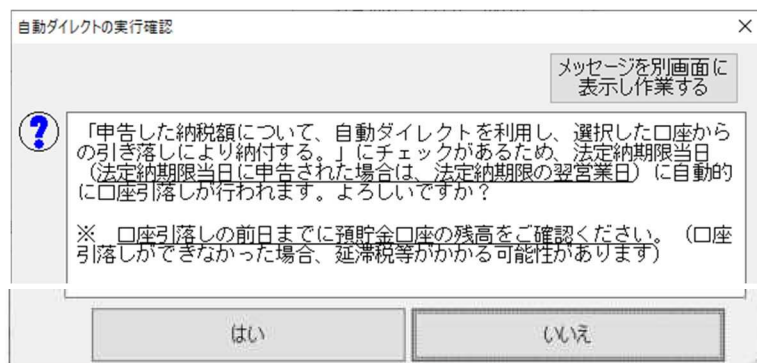 自動ダイレクトの実行確認
メッセージを別画面に
表示し作業する
「申告した納税額について、自動ダイレクトを利用し、選択した口座から
の引き落しにより納付する。」にチェックがあるため、法定納期限当日
（法定納期限当日に申告された場合は、法定納期限の翌営業日）に自動的
に口座引落しが行われます。よろしいですか？
※　口座引落しの前日までに預貯金口座の残高をご確認ください。（口座
引落しができなかった場合、延滞税等がかかる可能性があります）
はい
いいえ